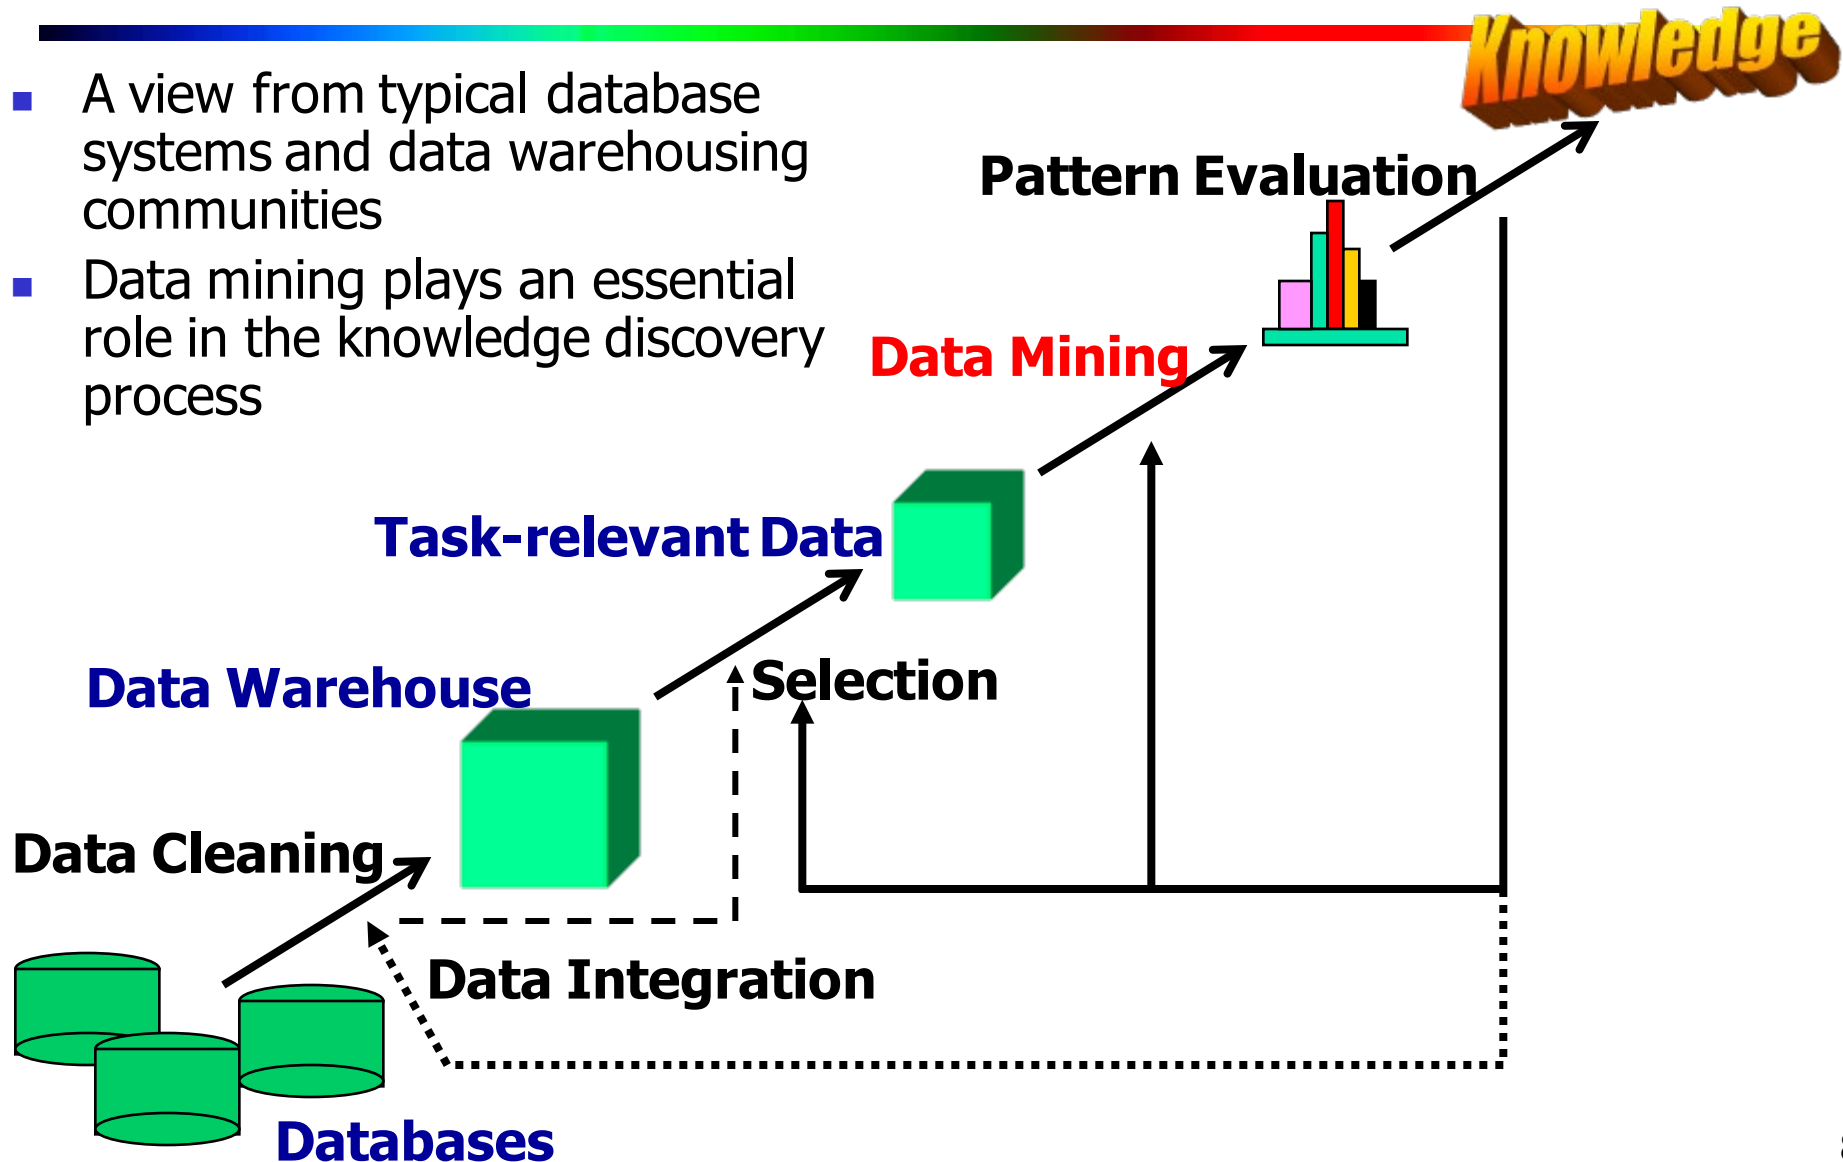 Knowledge
A view from typical database
systems and data warehousing
communities
Data mining plays an essential
role in the knowledge discovery
process
Pattern Evaluation
Data Mining
Task-relevant Data
Data Warehouse
Selection
Data Cleaning
Data Integration
Databases